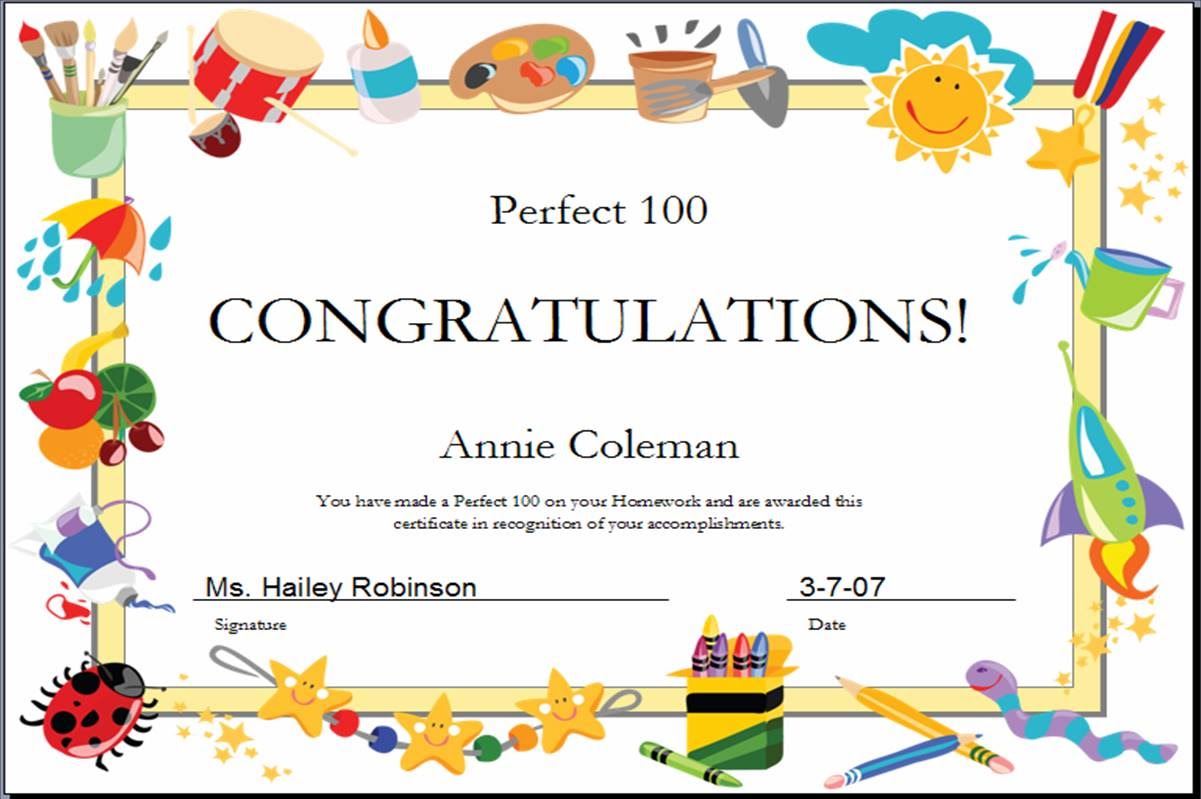 Perfect 100
CONGRATULATIONS!
Annie Coleman
You have made a Perfect 100 on your Homework and are awarded this
certificate in recognition of your accomplishments.
Ms. Hailey Robinson 3-7-07
Signature Date